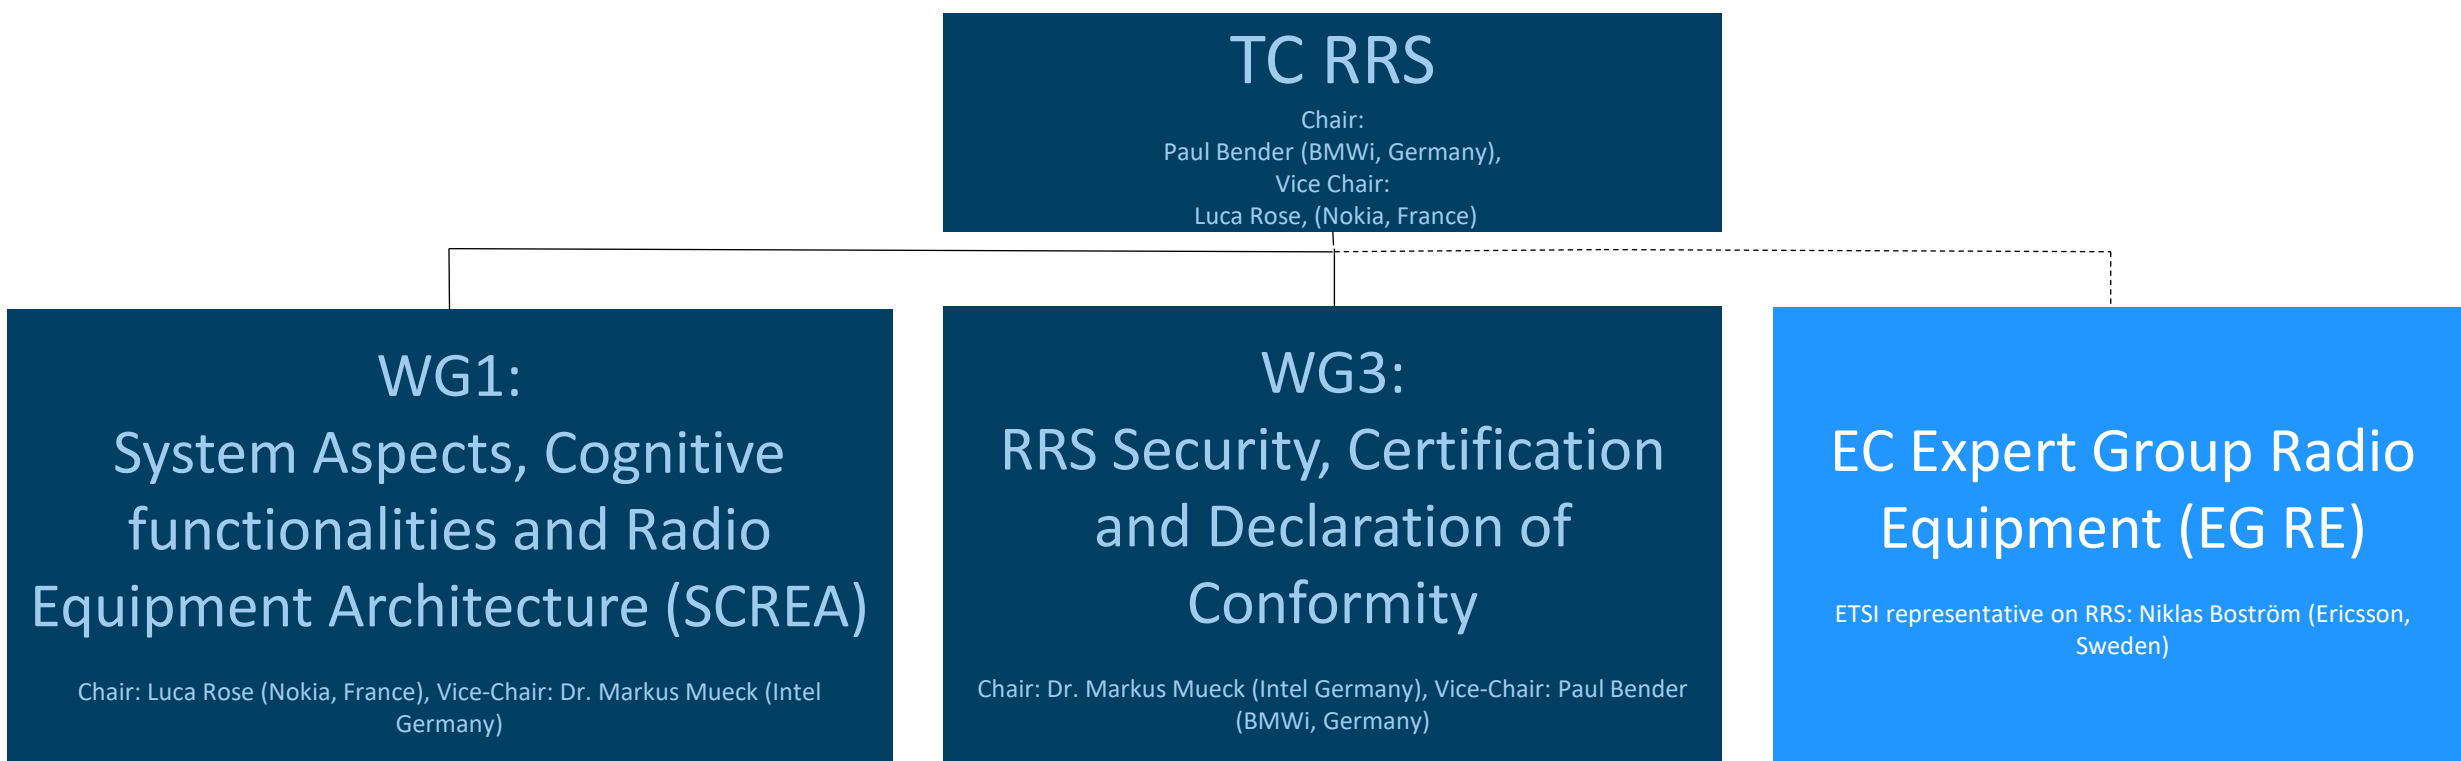 TC RRS
Chair:
Paul Bender (BMWi, Germany),
Vice Chair:
Luca Rose, (Nokia, France)
WG1:
System Aspects, Cognitive
functionalities and Radio
Equipment Architecture (SCREA)
Chair: Luca Rose (Nokia, France), Vice-Chair: Dr. Markus Mueck (Intel
Germany)
WG3:
RRS Security, Certification
and Declaration of
Conformity
Chair: Dr. Markus Mueck (Intel Germany), Vice-Chair: Paul Bender
(BMWi, Germany)
EC Expert Group Radio
Equipment (EG RE)
ETSI representative on RRS: Niklas Boström (Ericsson,
Sweden)